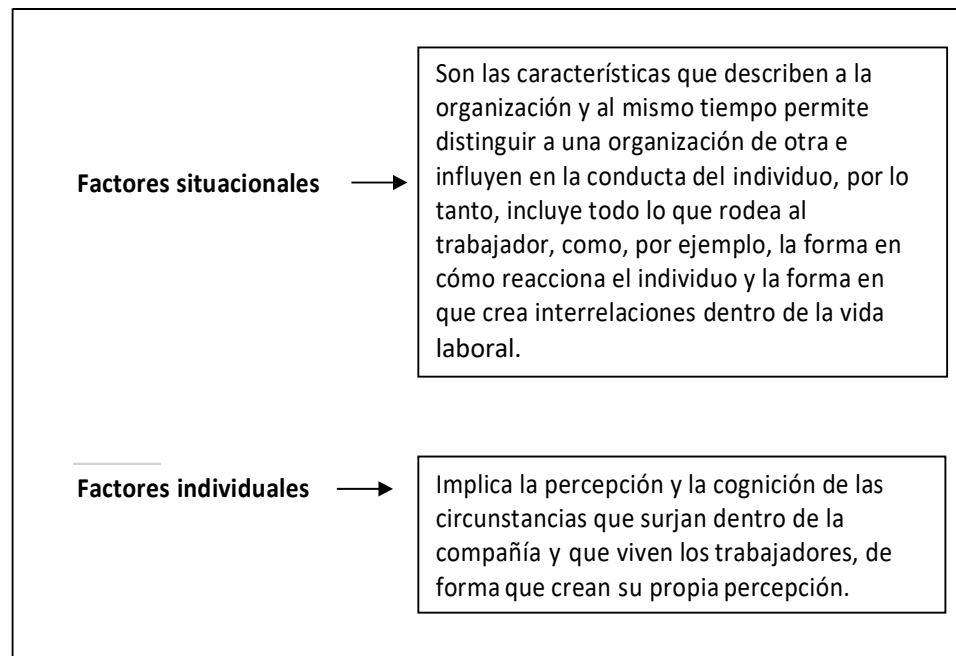 Factores situacionales
Son las características que describen a la
organización y al mismo tiempo permite
distinguir a una organización de otra e
influyen en la conducta del individuo, por lo
tanto, incluye todo lo que rodea al
trabajador, como, por ejemplo, la forma en
cómo reacciona el individuo y la forma en
que crea interrelaciones dentro de la vida
laboral.
Factores individuales
Implica la percepción y la cognición de las
circunstancias que surjan dentro de la
compañía y que viven los trabajadores, de
forma que crean su propia percepción.